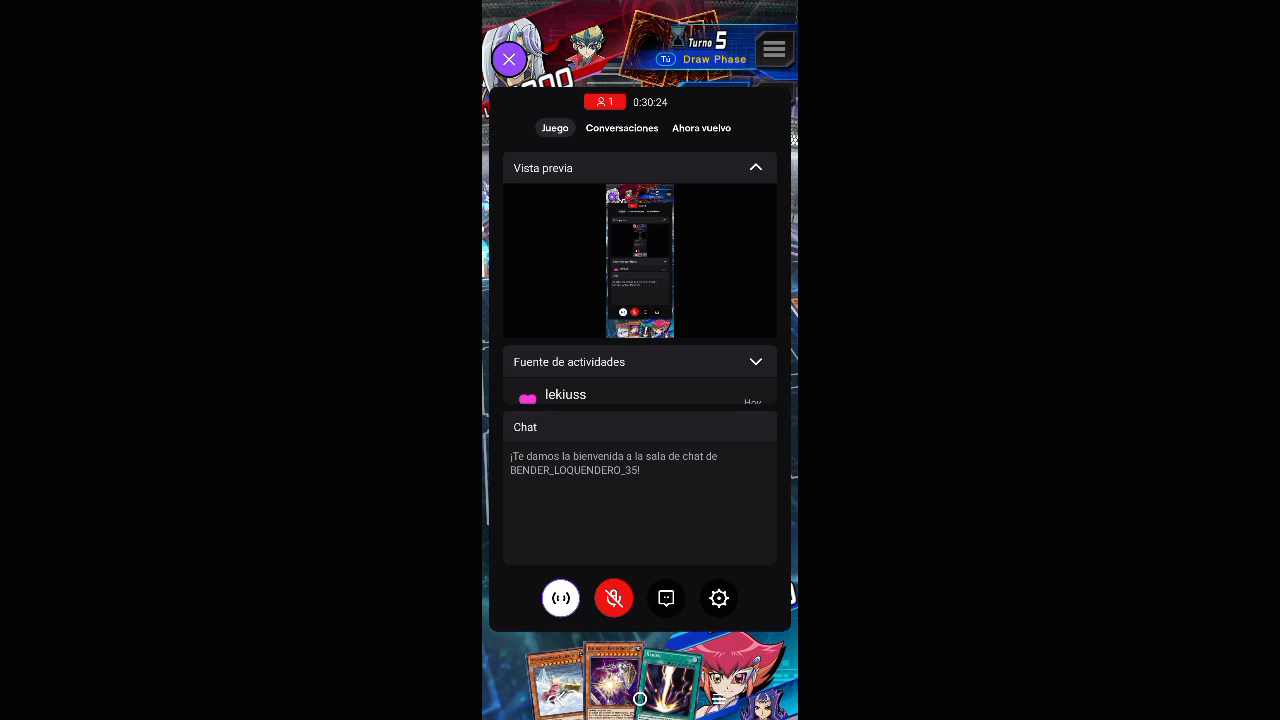 Turno 5
Tú Draw Phase
1 0:30:24
Juego Conversaciones Ahora vuelvo
Vista previa
Fuente de actividades
lekiuss
Hoy
Chat
¡Te damos la bienvenida a la sala de chat de
BENDER_LOQUENDERO_35!